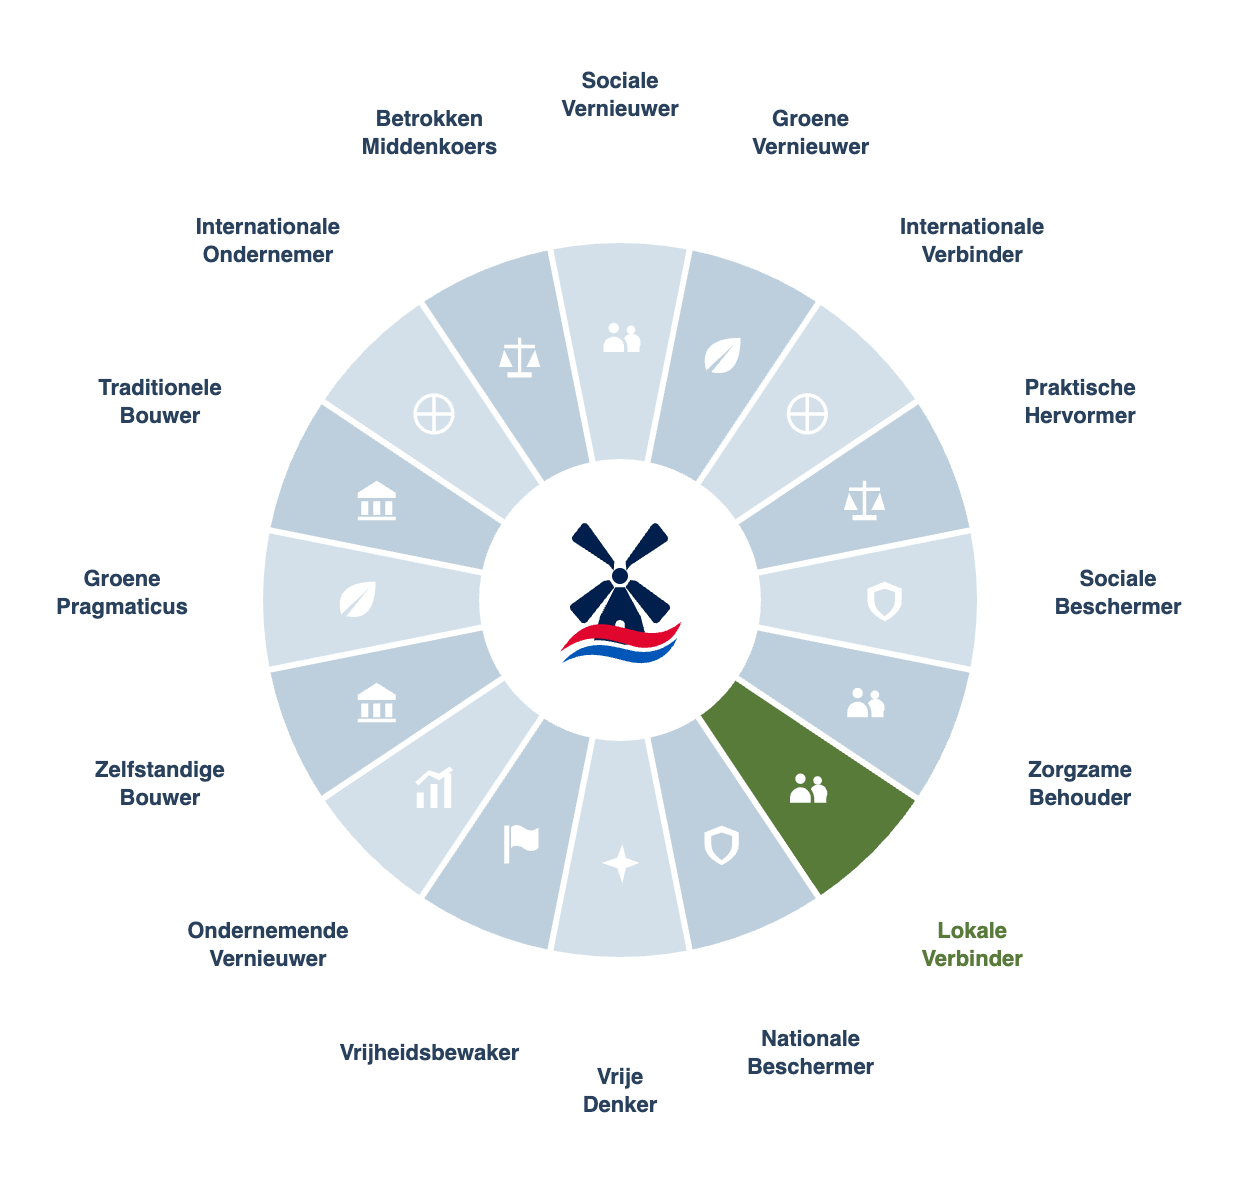 Sociale
Vernieuwer
Groene
Vernieuwer
Internationale
Verbinder
Praktische
Hervormer
Sociale
Beschermer
Zorgzame
Behouder
Lokale
Verbinder
Nationale
Beschermer
Vrije
Denker
Vrijheidsbewaker
Ondernemende
Vernieuwer
Zelfstandige
Bouwer
Groene
Pragmaticus
Traditionele
Bouwer
Internationale
Ondernemer
Betrokken
Middenkoers